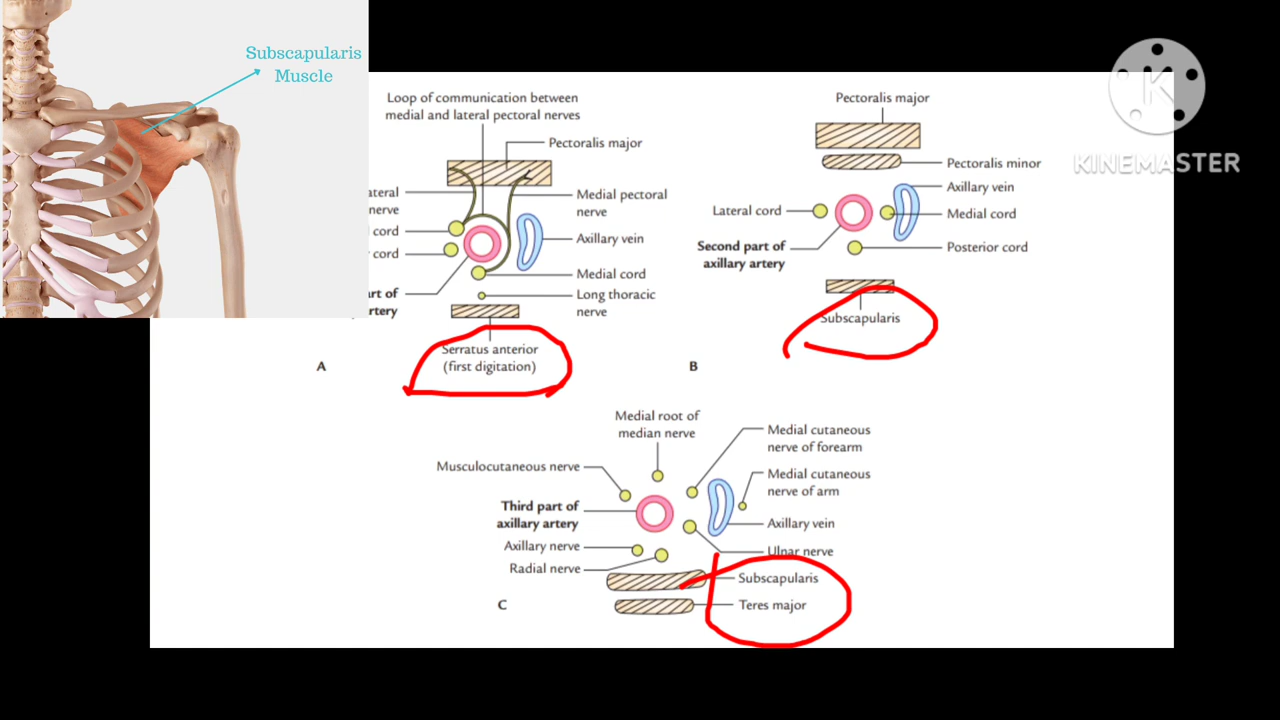 Subscapularis
Muscle
Loop of communication between
medial and lateral pectoral nerves
Pectoralis major
ateral
nerve
Medial pectoral
nerve
cord
Axillary vein
cord
Medial cord
art of
rtery
Long thoracic
nerve
Serratus anterior
(first digitation)
A
Pectoralis major
KINEMASTER
Pectoralis minor
Axillary vein
Lateral cord
Medial cord
Second part of
axillary artery
Posterior cord
Subscapularis
B
Medial root of
median nerve
Medial cutaneous
nerve of forearm
Musculocutaneous nerve
Medial cutaneous
nerve of arm
Third part of
axillary artery
Axillary vein
Axillary nerve
Ulnar nerve
Radial nerve
Subscapularis
C
Teres major